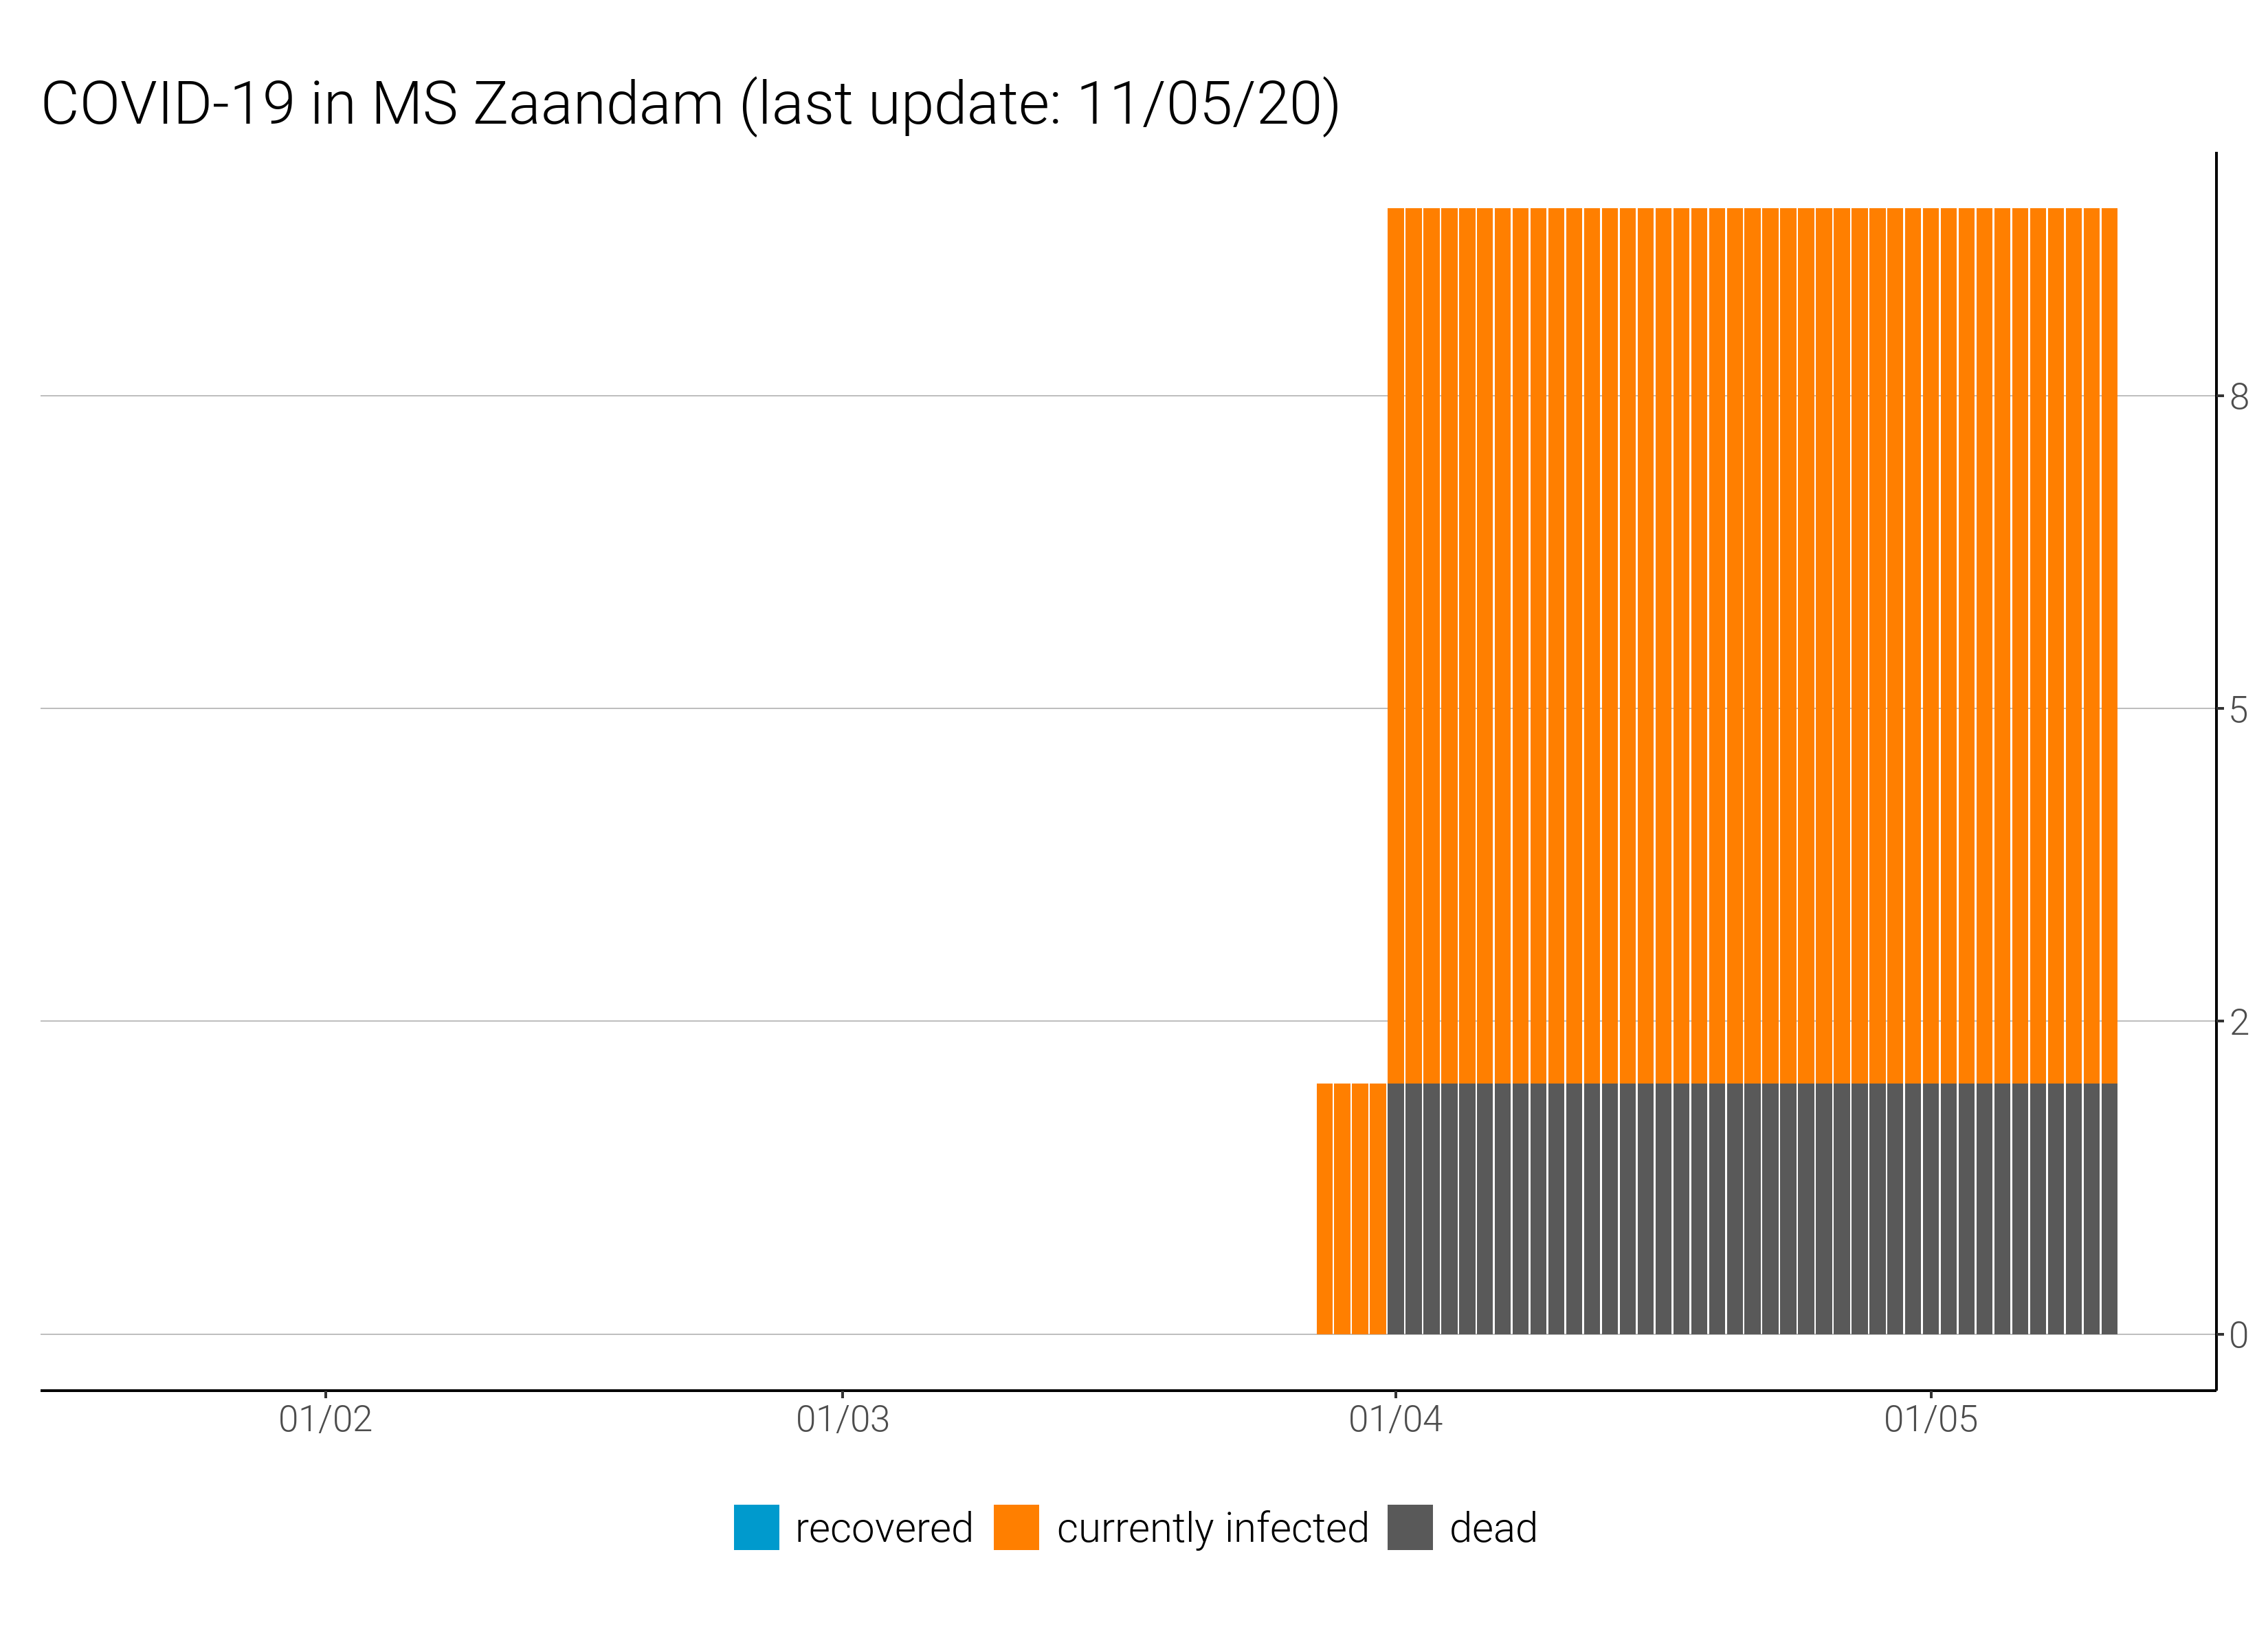 COVID-19 in MS Zaandam (last update: 11/05/20)
8
5
2
0
01/02 01/03 01/04 01/05
recovered currently infected dead